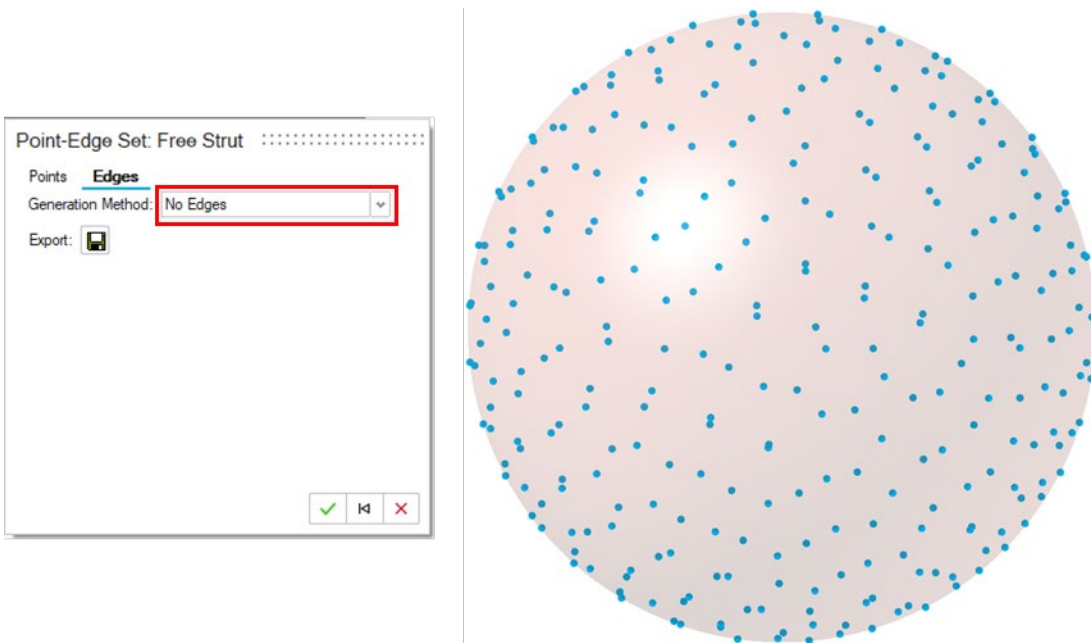 Point-Edge Set: Free Strut
Points Edges
Generation Method: No Edges
Export: